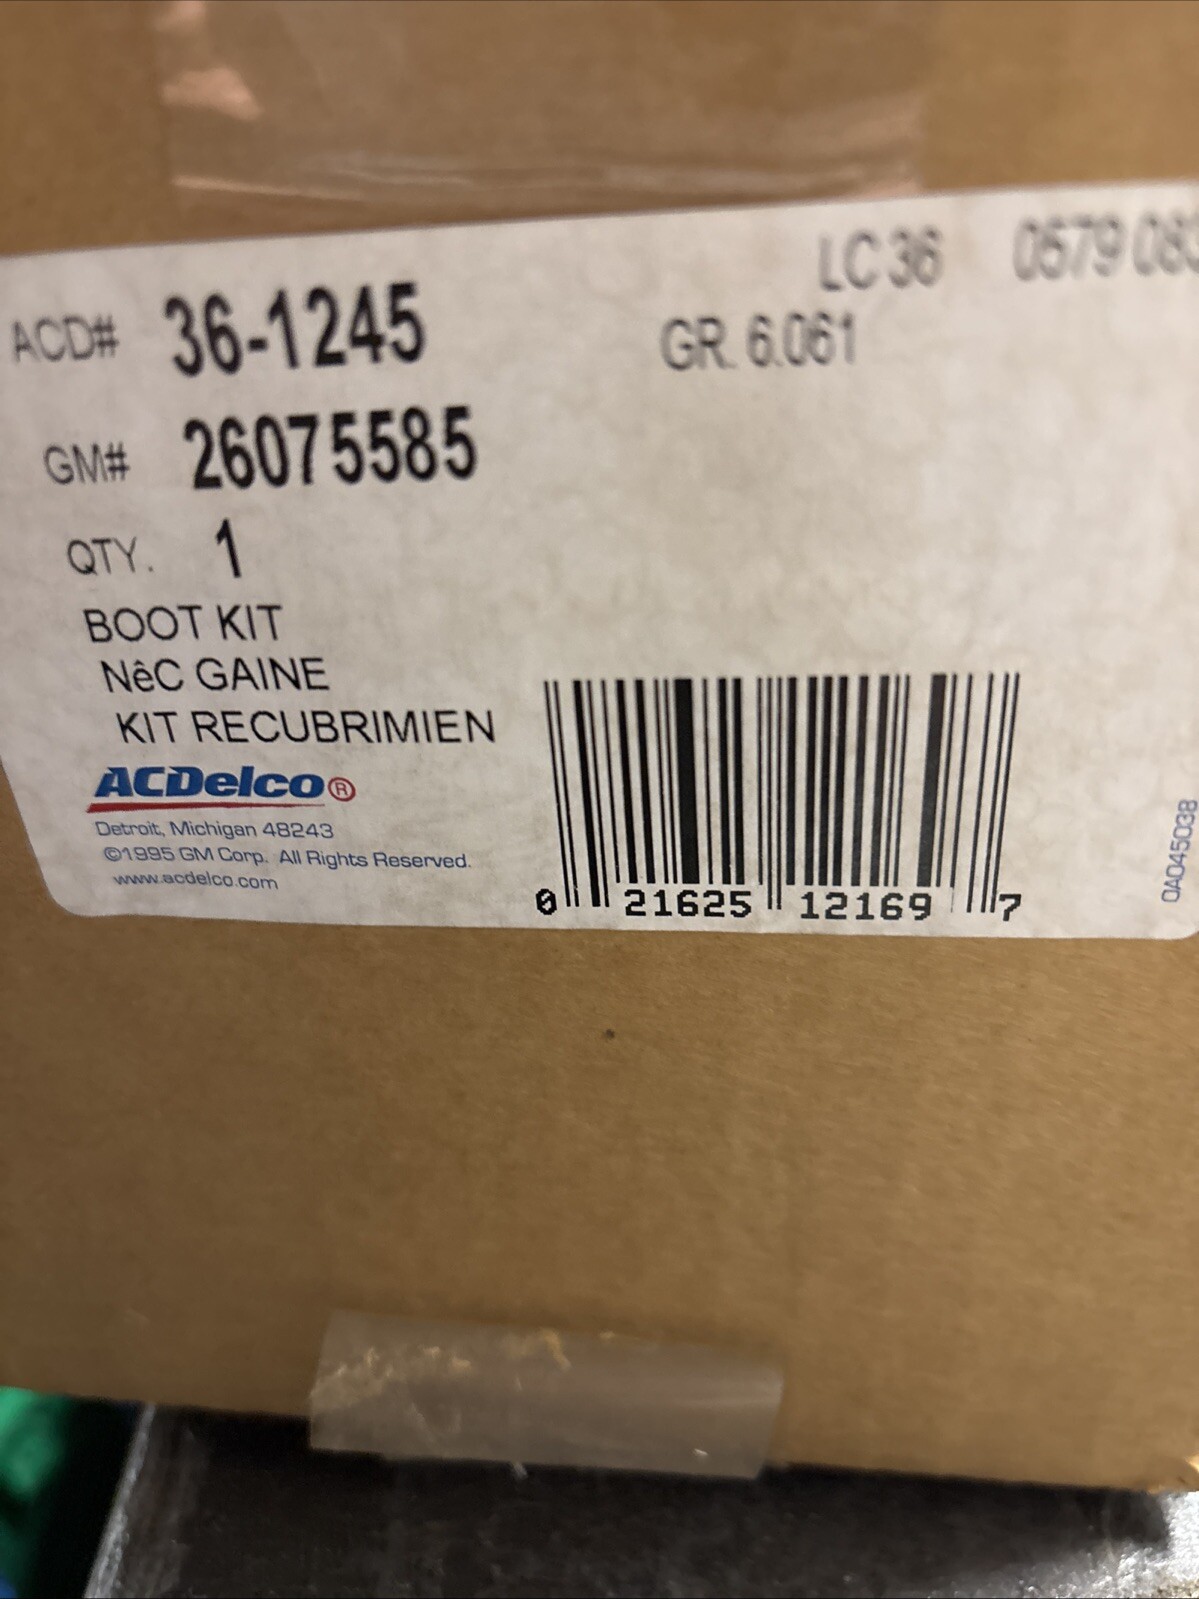 LC 36
ACD# 36-1245
GR. 6.061
GM# 26075585
QTY. 1
BOOT KIT
NêC GAINE
KIT RECUBRIMIEN
ACDelco®
Detroit, Michigan 48243
©1995 GM Corp. All Rights Reserved.
www.acdelco.com
0 21625 12169 7
0A045038